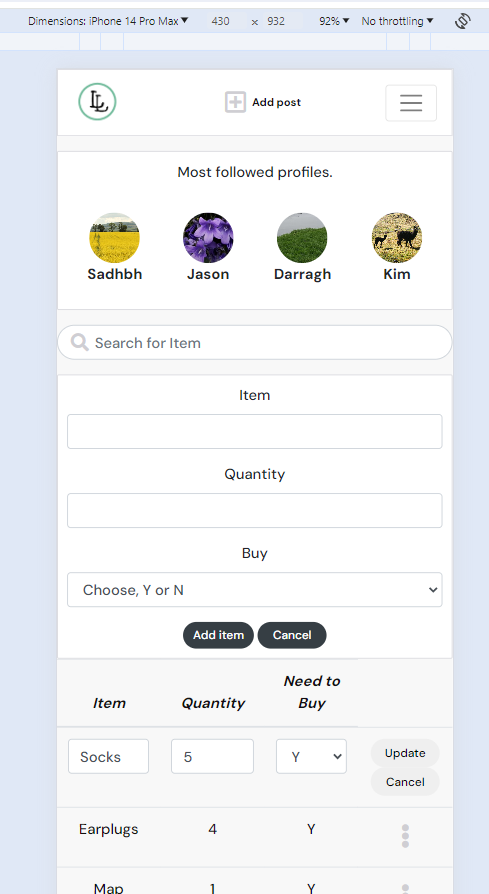 Dimensions: iPhone 14 Pro Max ▼ 430 x 932 92% ▼ No throttling ▼
LL Add post
Most followed profiles.
Sadhbh Jason Darragh Kim
Search for Item
Item
Quantity
Buy
Choose, Y or N
Add item Cancel
Need to
Item Quantity Buy
Socks 5 Y Update
Cancel
Earplugs 4 Y
Map 1 Y